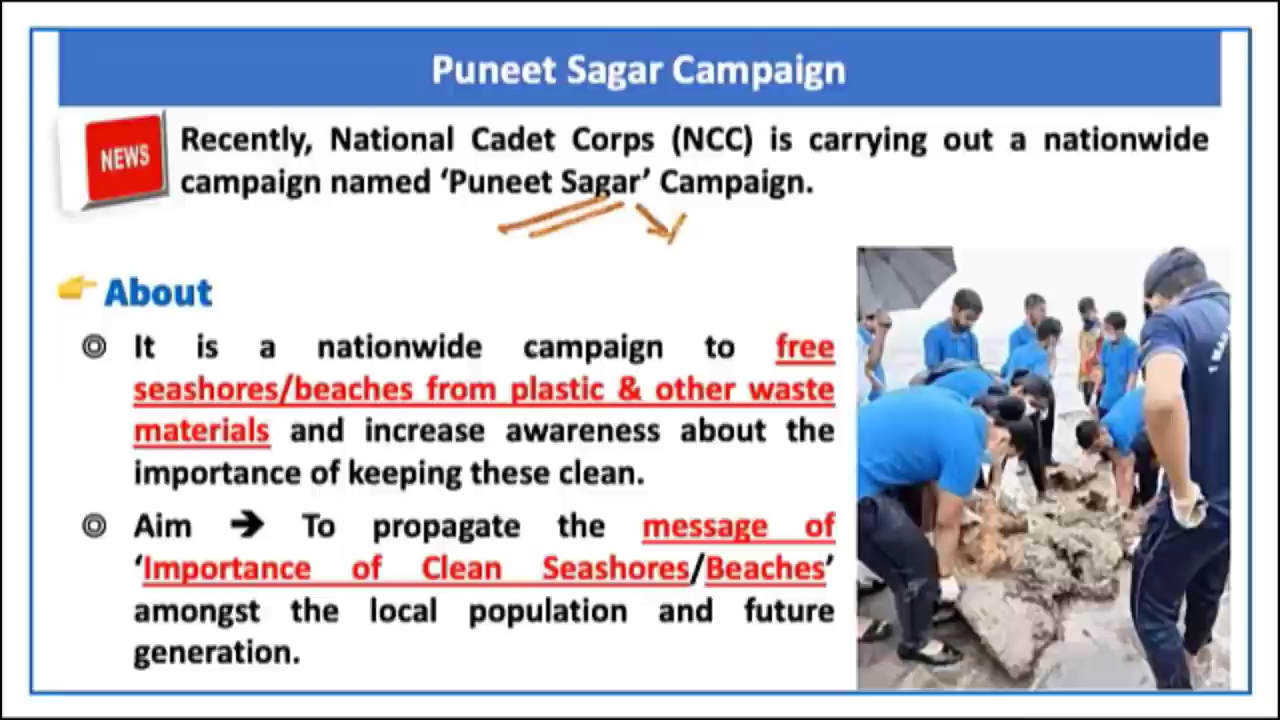 Puneet Sagar Campaign
NEWS
Recently, National Cadet Corps (NCC) is carrying out a nationwide
campaign named ‘Puneet Sagar’ Campaign.
About
It is a nationwide campaign to free
seashores/beaches from plastic & other waste
materials and increase awareness about the
importance of keeping these clean.
Aim ➔ To propagate the message of
‘Importance of Clean Seashores/Beaches’
amongst the local population and future
generation.